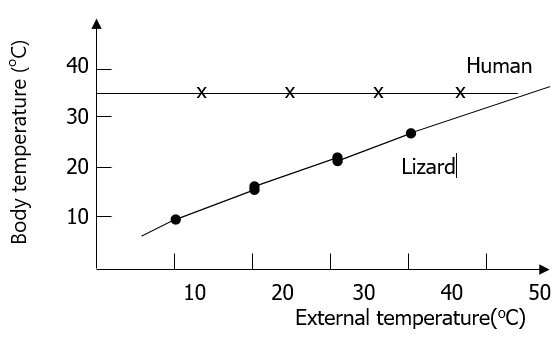 Body temperature (°C)
40
30
20
10
Human
x x x x
Lizard
10 20 30 40 50
External temperature(°C)